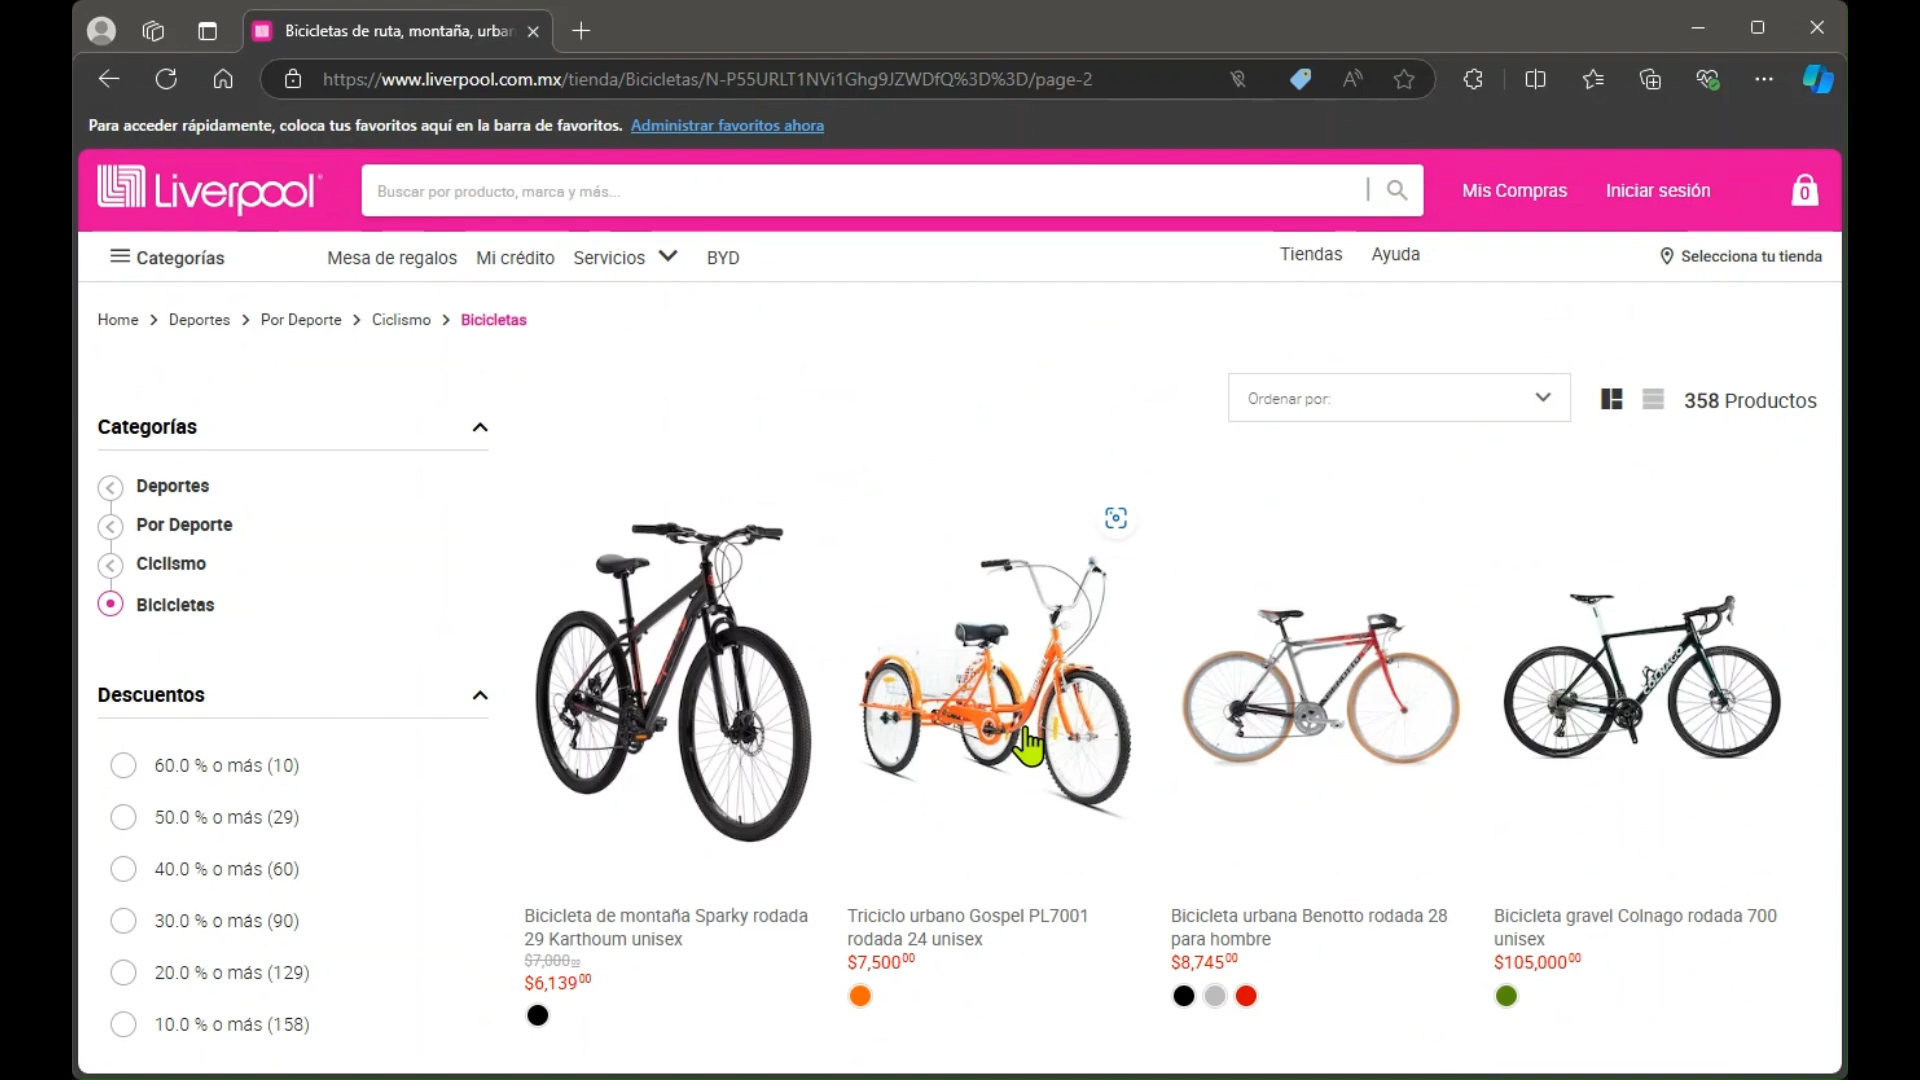 Bicicletas de ruta, montaña, urban
https://www.liverpool.com.mx/tienda/Bicicletas/N-P55URLT1NVi1Ghg9JZWDfQ%3D%3D/page-2
Para acceder rápidamente, coloca tus favoritos aquí en la barra de favoritos. Administrar favoritos ahora
Liverpool
Buscar por producto, marca y más...
Mis Compras
Iniciar sesión
0
Categorías
Mesa de regalos
Mi crédito
Servicios
BYD
Tiendas
Ayuda
Selecciona tu tienda
Home > Deportes > Por Deporte > Ciclismo > Bicicletas
Ordenar por:
358 Productos
Categorías
Deportes
Por Deporte
Ciclismo
Bicicletas
Descuentos
60.0 % o más (10)
50.0 % o más (29)
40.0 % o más (60)
30.0 % o más (90)
20.0 % o más (129)
10.0 % o más (158)
Bicicleta de montaña Sparky rodada
29 Karthoum unisex
$7,000.00
$6,139.00
Triciclo urbano Gospel PL7001
rodada 24 unisex
$7,500.00
Bicicleta urbana Benotto rodada 28
para hombre
$8,745.00
COLNAGO
Bicicleta gravel Colnago rodada 700
unisex
$105,000.00